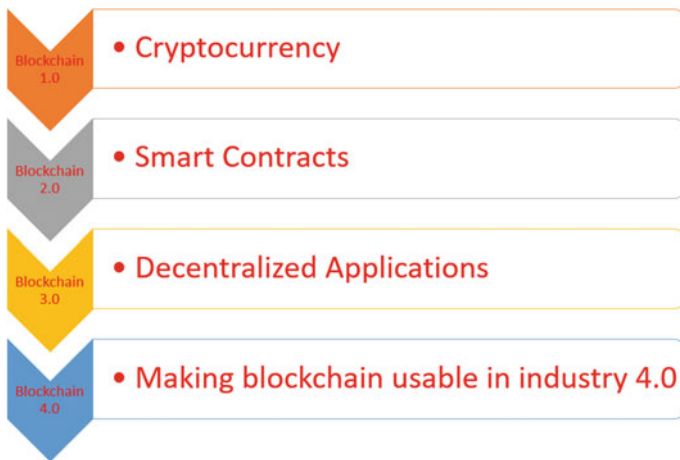 Blockchain
1.0
• Cryptocurrency
Blockchain
2.0
• Smart Contracts
Blockchain
3.0
• Decentralized Applications
Blockchain
4.0
• Making blockchain usable in industry 4.0